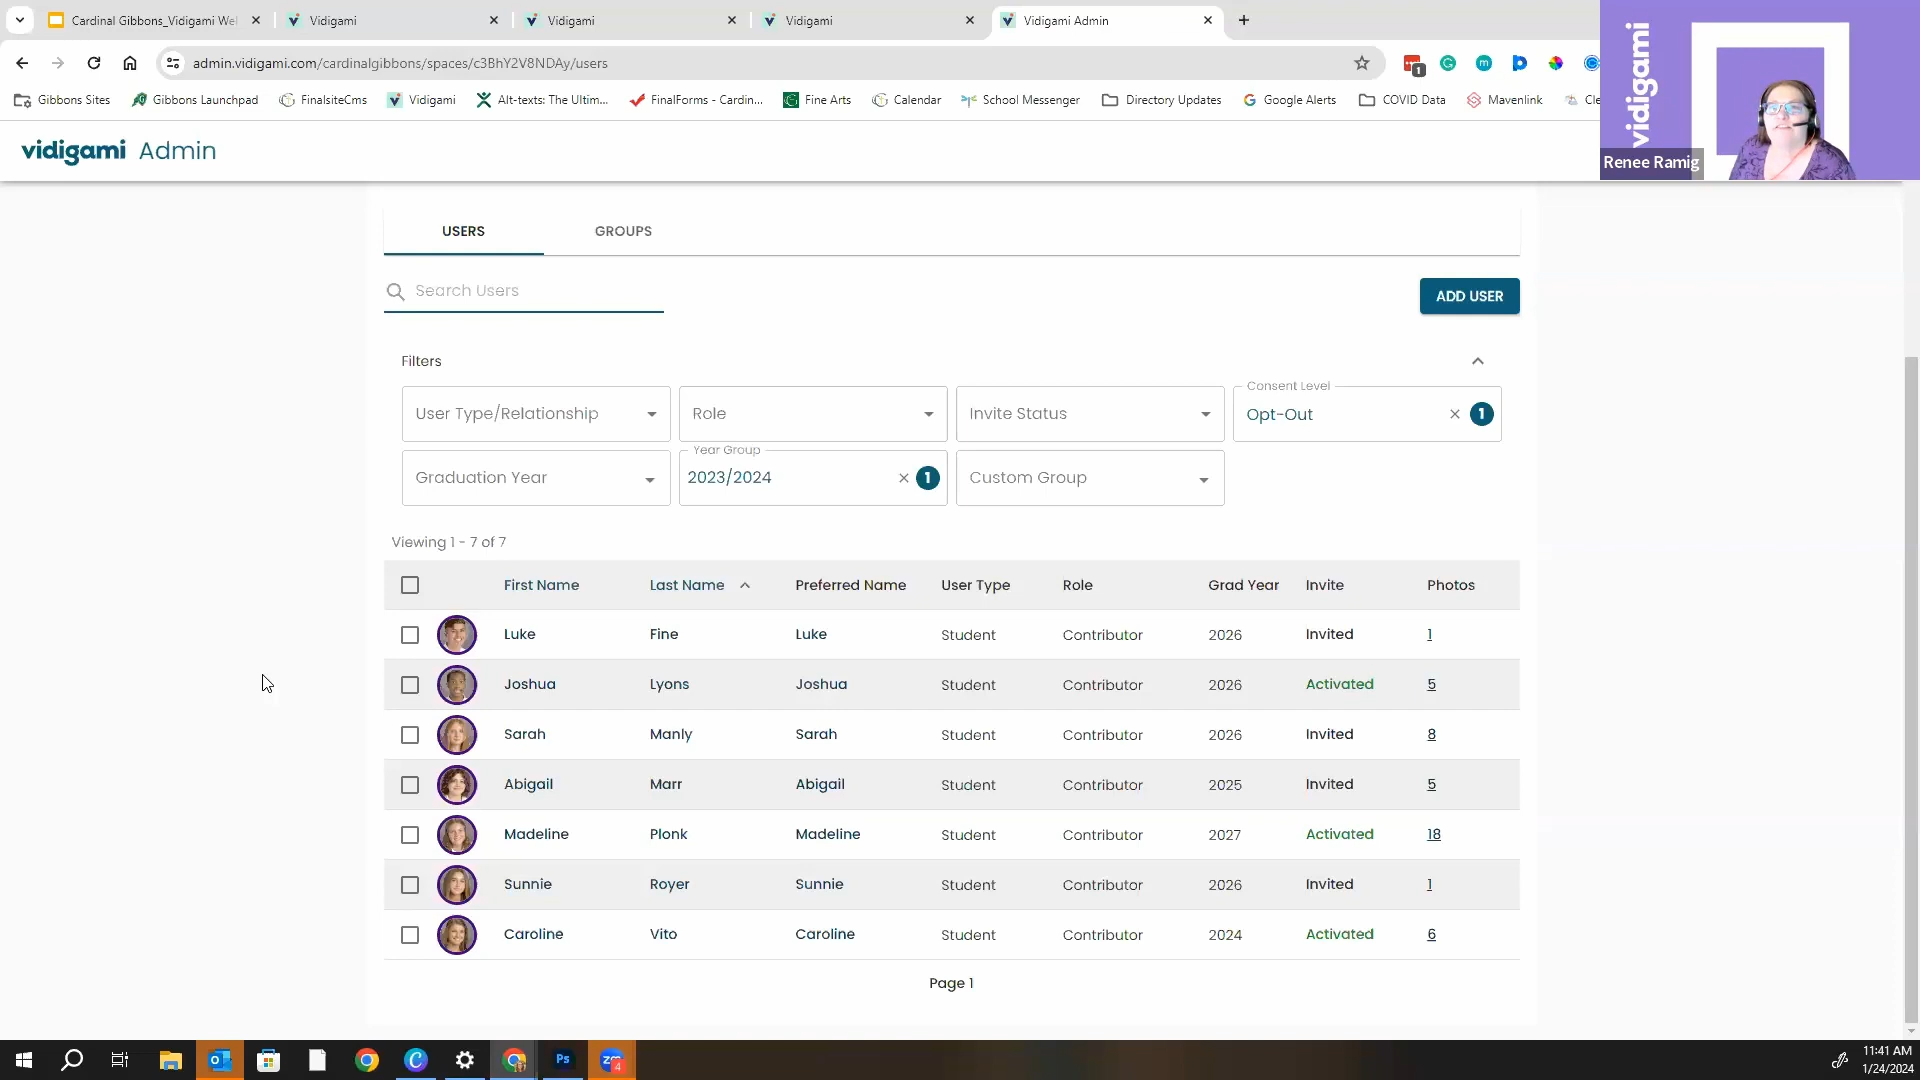 Cardinal Gibbons_Vidigami We
Vidigami
Vidigami
Vidigami
Vidigami Admin
admin.vidigami.com/cardinalgibbons/spaces/c3BhY2V8NDAy/users
1
Gibbons Sites
Gibbons Launchpad
FinalsiteCms
Vidigami
Alt-texts: The Ultim...
FinalForms - Cardin...
Fine Arts
Calendar
School Messenger
Directory Updates
Google Alerts
COVID Data
Mavenlink
Cle
vidigami
Renee Ramig
vidigami Admin
USERS
GROUPS
Search Users
ADD USER
Filters
User Type/Relationship
Role
Invite Status
Consent Level
Opt-Out
1
Graduation Year
Year Group
2023/2024
1
Custom Group
Viewing 1 - 7 of 7
First Name Last Name Preferred Name User Type Role Grad Year Invite Photos
Luke Fine Luke Student Contributor 2026 Invited 1
Joshua Lyons Joshua Student Contributor 2026 Activated 5
Sarah Manly Sarah Student Contributor 2026 Invited 8
Abigail Marr Abigail Student Contributor 2025 Invited 5
Madeline Plonk Madeline Student Contributor 2027 Activated 18
Sunnie Royer Sunnie Student Contributor 2026 Invited 1
Caroline Vito Caroline Student Contributor 2024 Activated 6
Page 1
Ps
4
11:41 AM
1/24/2024